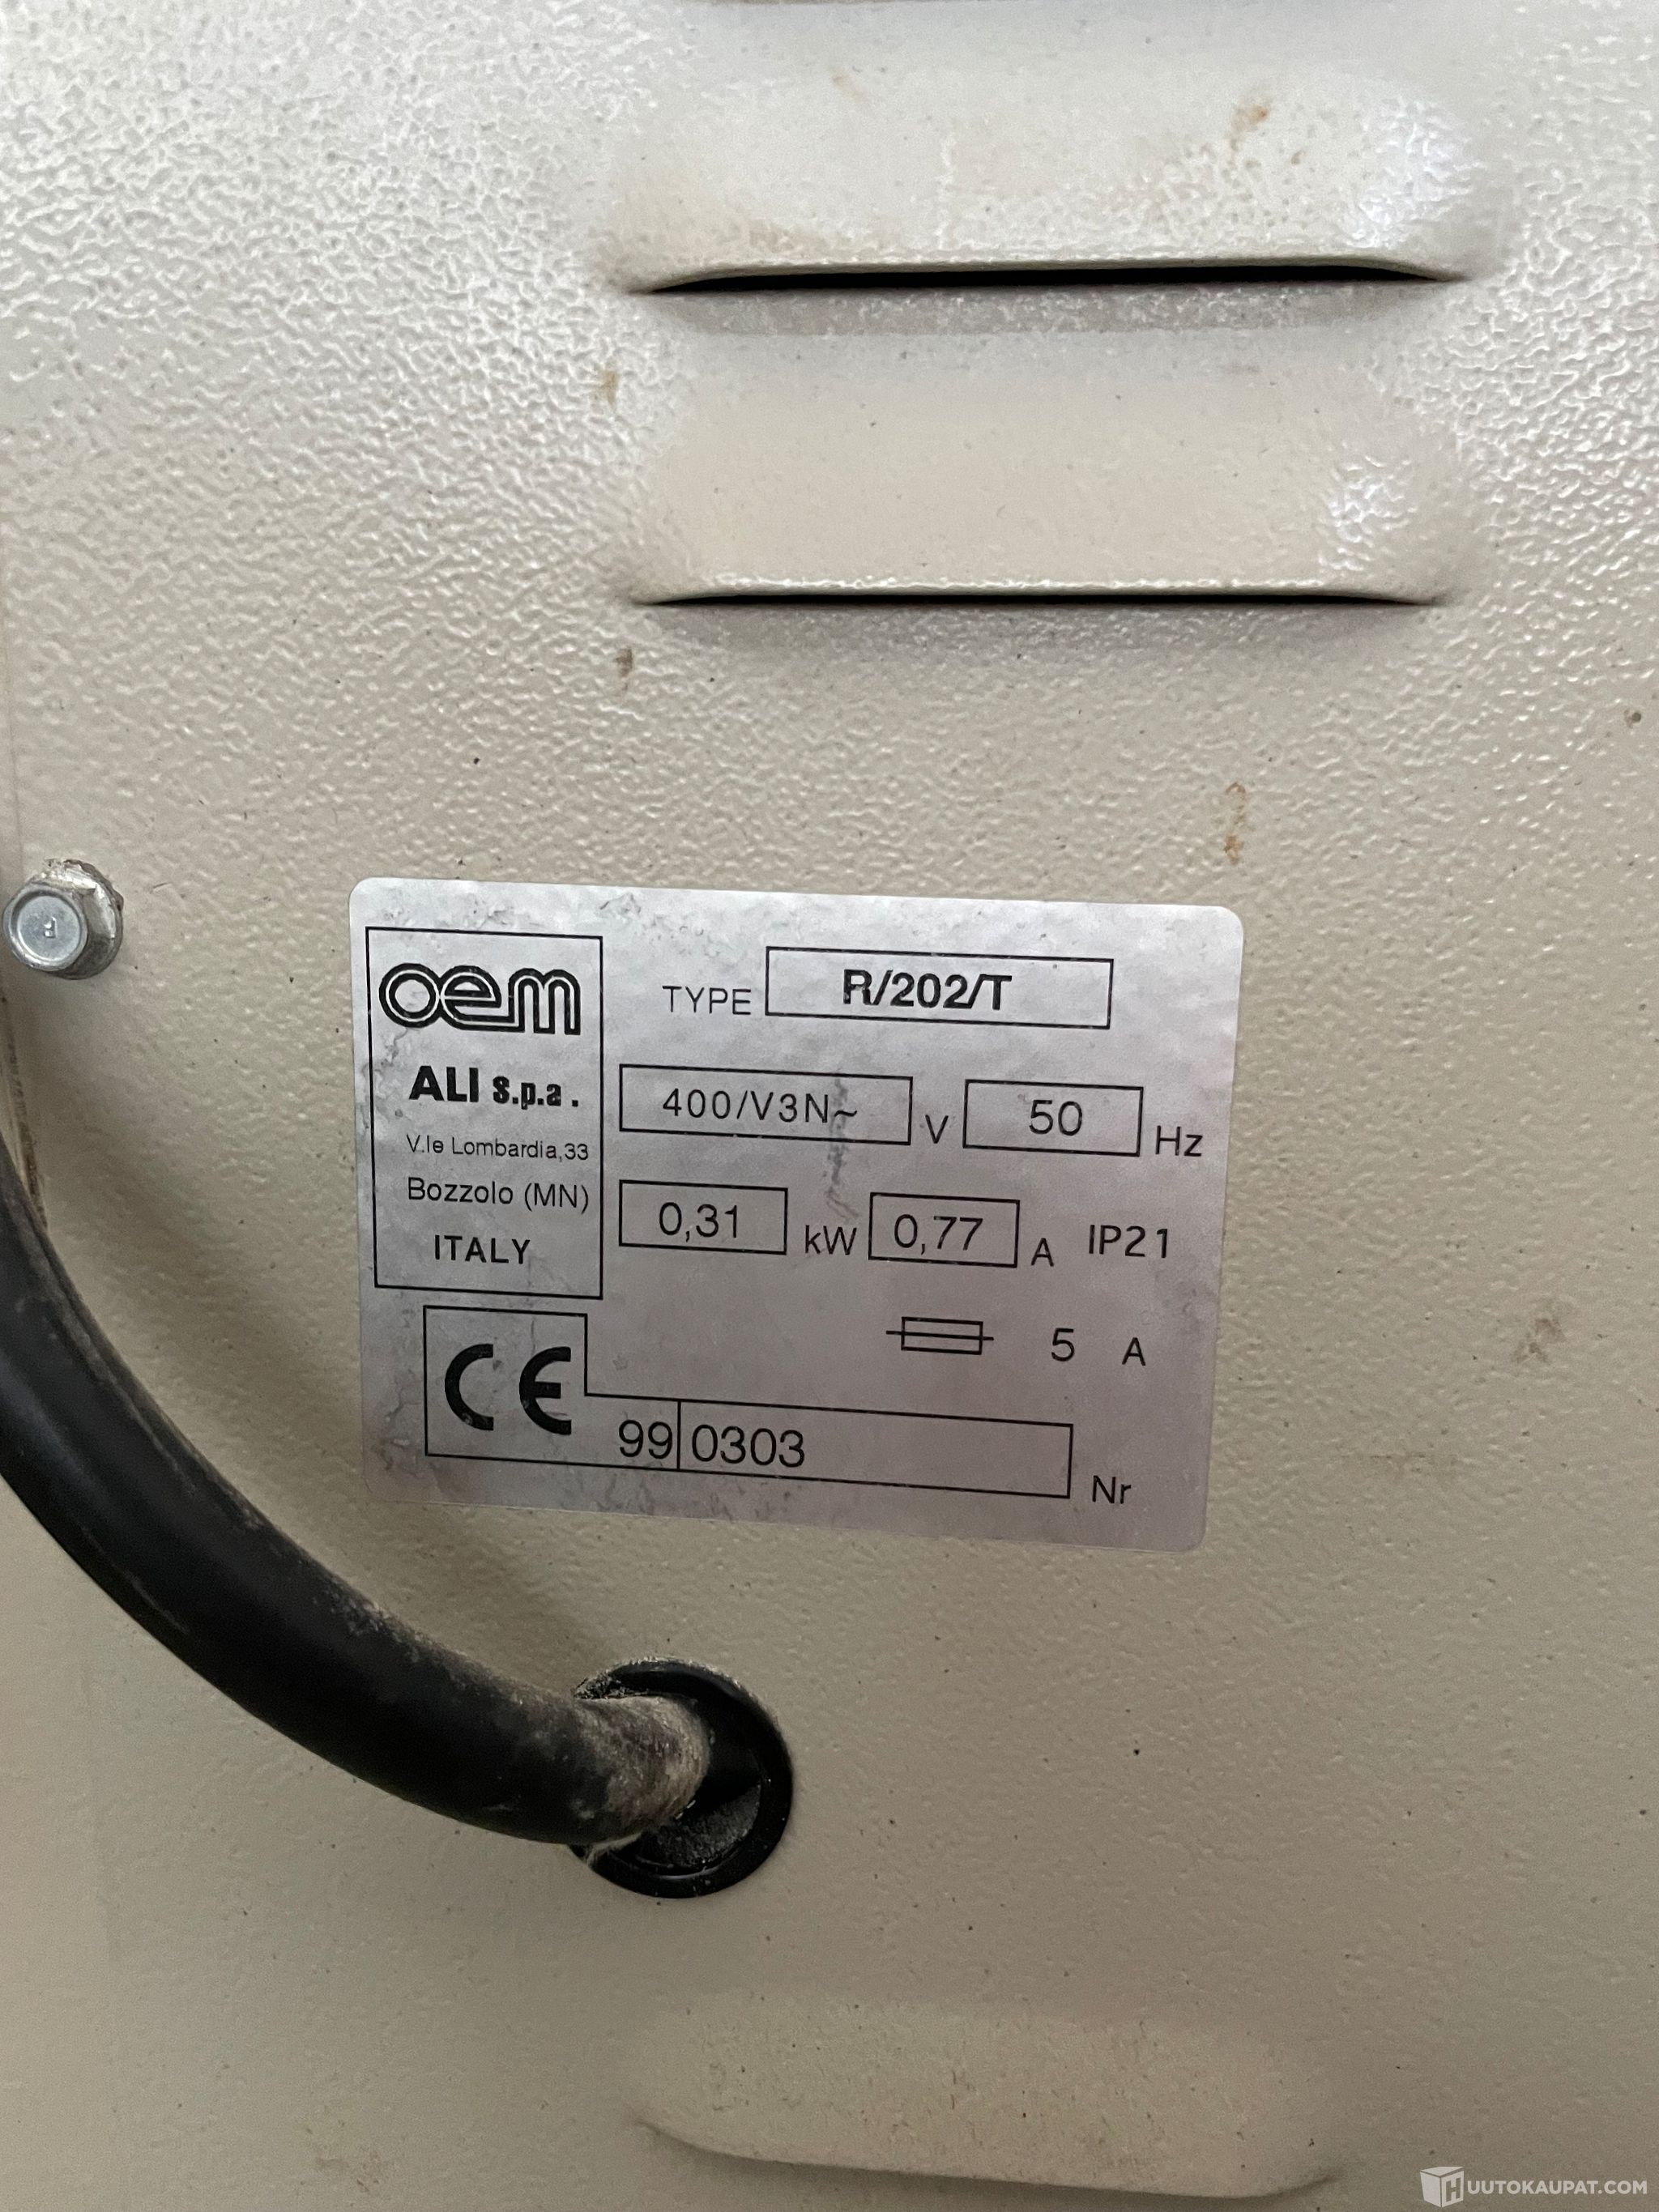 oem
ALI s.p.a.
V.le Lombardia,33
Bozzolo (MN)
ITALY
TYPE R/202/T
400/V3N~ V 50 Hz
0,31 kW 0,77 A IP21
5 A
CE
99 0303 Nr
HUUTOKAUPAT.COM